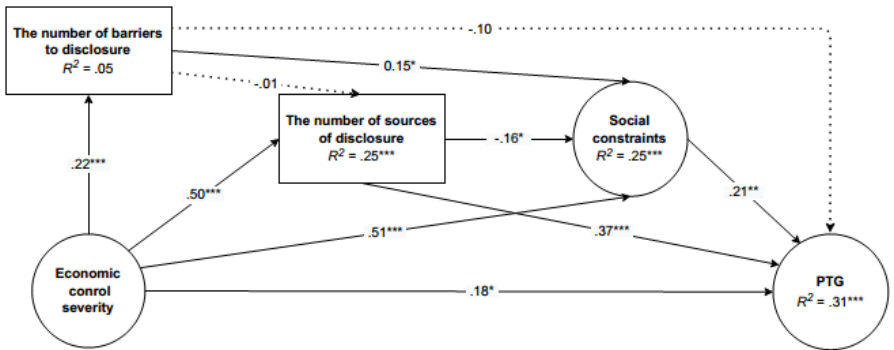 The number of barriers
to disclosure
R² = .05
-.10
0.15*
-.01
The number of sources
of disclosure
R² = .25***
-.16*
Social
constraints
R² = .25***
.22***
.50***
.21**
.51***
.37***
Economic
conrol
severity
.18*
PTG
R² = .31***